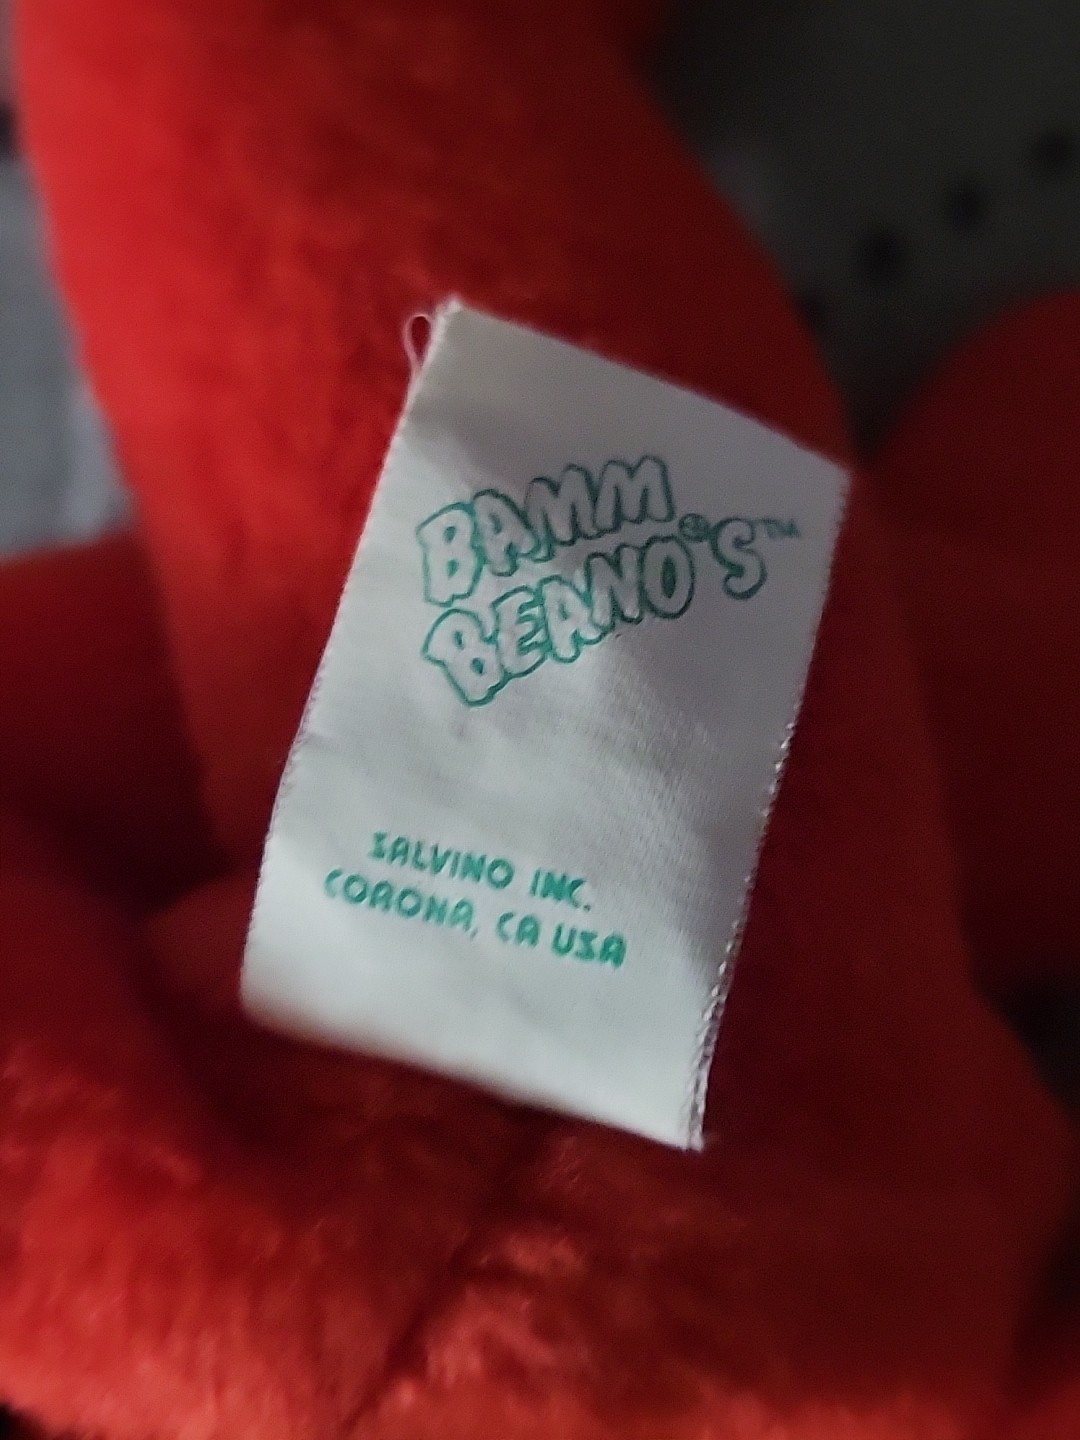 BAMM
BEANO'S™
SALVINO INC.
CORONA, CA USA